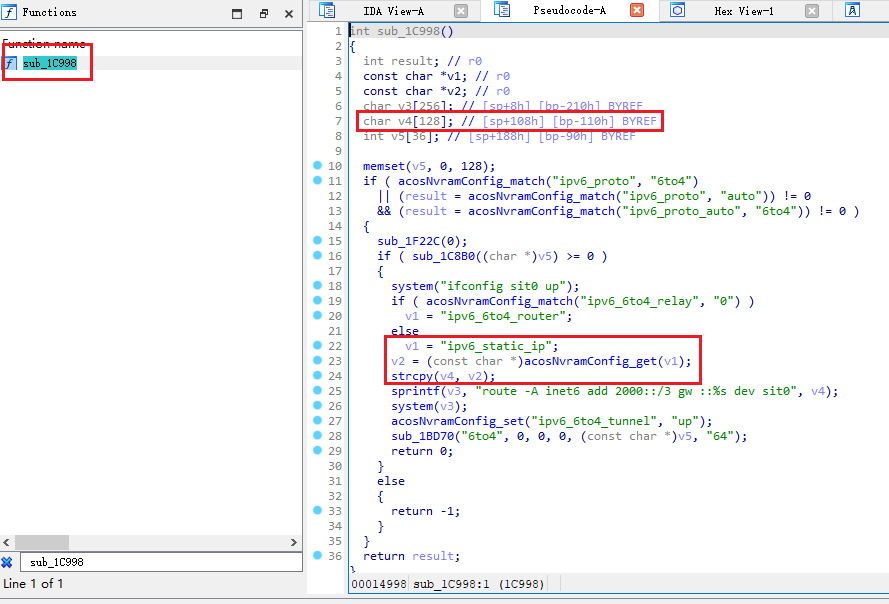 Functions
Function name
sub_1C998
sub_1C998
Line 1 of 1
IDA View-A
Pseudocode-A
Hex View-1
1 int sub_1C998()
2 {
3 int result; // r0
4 const char *v1; // r0
5 const char *v2; // r0
6 char v3[256]; // [sp+8h] [bp-210h] BYREF
7 char v4[128]; // [sp+108h] [bp-110h] BYREF
8 int v5[36]; // [sp+188h] [bp-90h] BYREF
9
10 memset(v5, 0, 128);
11 if ( acosNvramConfig_match("ipv6_proto", "6to4")
12 || (result = acosNvramConfig_match("ipv6_proto", "auto")) != 0
13 && (result = acosNvramConfig_match("ipv6_proto_auto", "6to4")) != 0 )
14 {
15 sub_1F22C(0);
16 if ( sub_1C8B0((char *)v5) >= 0 )
17 {
18 system("ifconfig sit0 up");
19 if ( acosNvramConfig_match("ipv6_6to4_relay", "0") )
20 v1 = "ipv6_6to4_router";
21 else
22 v1 = "ipv6_static_ip";
23 v2 = (const char *)acosNvramConfig_get(v1);
24 strcpy(v4, v2);
25 sprintf(v3, "route -A inet6 add 2000::/3 gw ::%s dev sit0", v4);
26 system(v3);
27 acosNvramConfig_set("ipv6_6to4_tunnel", "up");
28 sub_1BD70("6to4", 0, 0, 0, (const char *)v5, "64");
29 return 0;
30 }
31 else
32 {
33 return -1;
34 }
35 }
36 return result;
}
00014998 sub_1C998:1 (1C998)